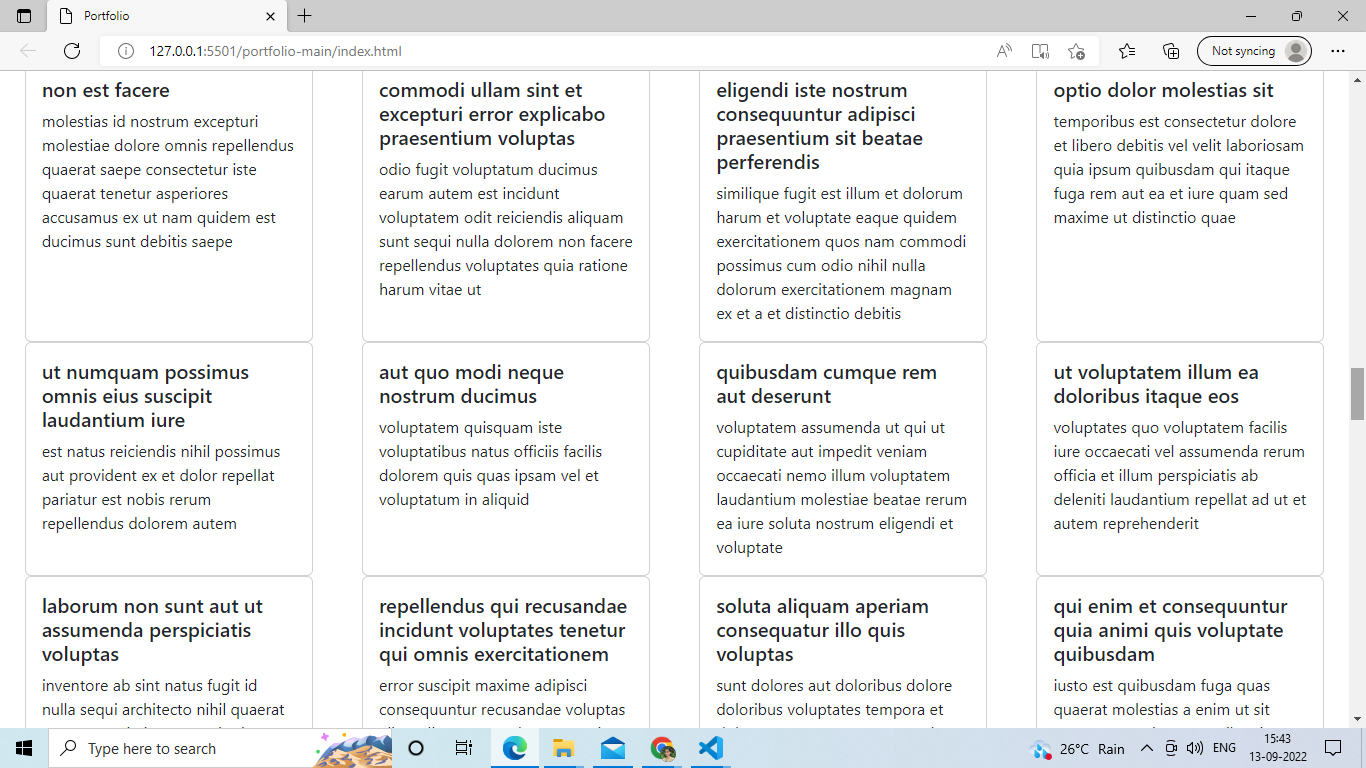 Portfolio
127.0.0.1:5501/portfolio-main/index.html
Not syncing
non est facere
molestias id nostrum excepturi
molestiae dolore omnis repellendus
quaerat saepe consectetur iste
quaerat tenetur asperiores
accusamus ex ut nam quidem est
ducimus sunt debitis saepe
commodi ullam sint et
excepturi error explicabo
praesentium voluptas
odio fugit voluptatum ducimus
earum autem est incidunt
voluptatem odit reiciendis aliquam
sunt sequi nulla dolorem non facere
repellendus voluptates quia ratione
harum vitae ut
eligendi iste nostrum
consequuntur adipisci
praesentium sit beatae
perferendis
similique fugit est illum et dolorum
harum et voluptate eaque quidem
exercitationem quos nam commodi
possimus cum odio nihil nulla
dolorum exercitationem magnam
ex et a et distinctio debitis
optio dolor molestias sit
temporibus est consectetur dolore
et libero debitis vel velit laboriosam
quia ipsum quibusdam qui itaque
fuga rem aut ea et iure quam sed
maxime ut distinctio quae
ut numquam possimus
omnis eius suscipit
laudantium iure
est natus reiciendis nihil possimus
aut provident ex et dolor repellat
pariatur est nobis rerum
repellendus dolorem autem
aut quo modi neque
nostrum ducimus
voluptatem quisquam iste
voluptatibus natus officiis facilis
dolorem quis quas ipsam vel et
voluptatum in aliquid
quibusdam cumque rem
aut deserunt
voluptatem assumenda ut qui ut
cupiditate aut impedit veniam
occaecati nemo illum voluptatem
laudantium molestiae beatae rerum
ea iure soluta nostrum eligendi et
voluptate
ut voluptatem illum ea
doloribus itaque eos
voluptates quo voluptatem facilis
iure occaecati vel assumenda rerum
officia et illum perspiciatis ab
deleniti laudantium repellat ad ut et
autem reprehenderit
laborum non sunt aut ut
assumenda perspiciatis
voluptas
inventore ab sint natus fugit id
nulla sequi architecto nihil quaerat
repellendus qui recusandae
incidunt voluptates tenetur
qui omnis exercitationem
error suscipit maxime adipisci
consequuntur recusandae voluptas
soluta aliquam aperiam
consequatur illo quis
voluptas
sunt dolores aut doloribus dolore
doloribus voluptates tempora et
qui enim et consequuntur
quia animi quis voluptate
quibusdam
iusto est quibusdam fuga quas
quaerat molestias a enim ut sit
Type here to search
26°C Rain
ENG
15:43
13-09-2022